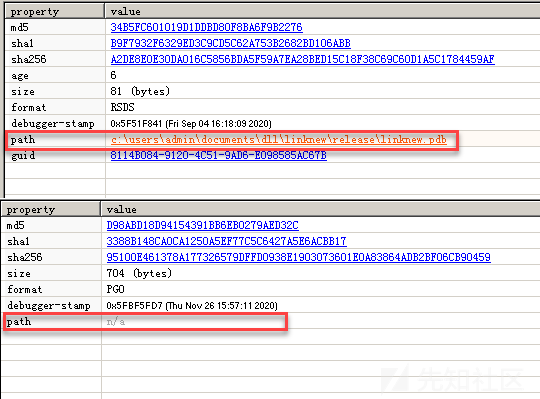 property value
md5 34B5FC601019D1DDBD80F8BA6F9B2276
sha1 B9F7932F6329ED3C9CD5C62A753B2682BD106ABB
sha256 A2DE8E0E30DA016C5856BDA5F59A7EA28BED15C18F38C69C60D1A5C1784459AF
age 6
size 81 (bytes)
format RSDS
debugger-stamp 0x5F51F841 (Fri Sep 04 16:18:09 2020)
path c:\users\admin\documents\dll\linknew\release\linknew.pdb
guid 8114B084-9120-4C51-9AD6-E098585AC67B
property value
md5 D98ABD18D94154391BB6EB0279AED32C
sha1 3388B148CA0CA1250A5EF77C5C6427A5E6ACBB17
sha256 95100E461378A177326579DFFD0938E1903073601E0A83864ADB2BF06CB90459
size 704 (bytes)
format PGO
debugger-stamp 0x5FBF5FD7 (Thu Nov 26 15:57:11 2020)
path n/a
先知社区